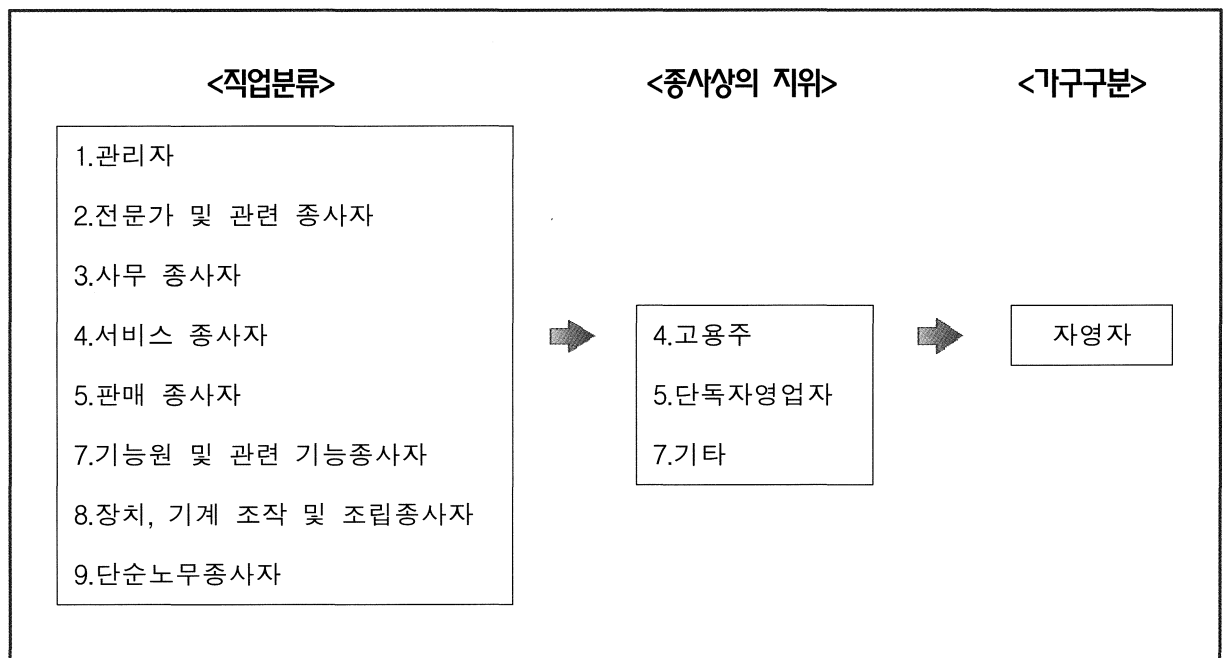 <직업분류>
<종사상의 지위>
<가구구분>
1.관리자
2.전문가 및 관련 종사자
3.사무 종사자
4.서비스 종사자
5.판매 종사자
7.기능원 및 관련 기능종사자
8.장치, 기계 조작 및 조립종사자
9.단순노무종사자
4.고용주
5.단독자영업자
7.기타
자영자